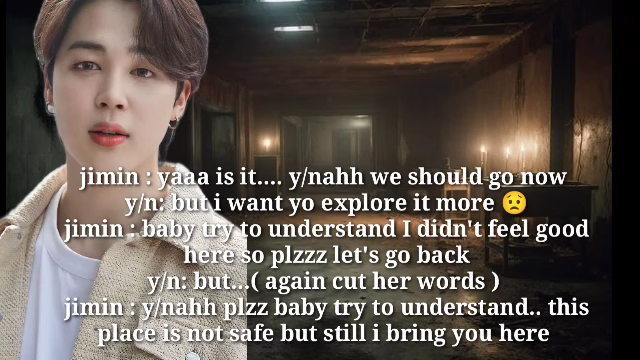 jimin : yaaa is it.... y/nahh we should go now
y/n: but i want yo explore it more 😟
jimin : baby try to understand I didn't feel good
here so plzzz let's go back
y/n: but...( again cut her words )
jimin : y/nahh plzz baby try to understand.. this
place is not safe but still i bring you here